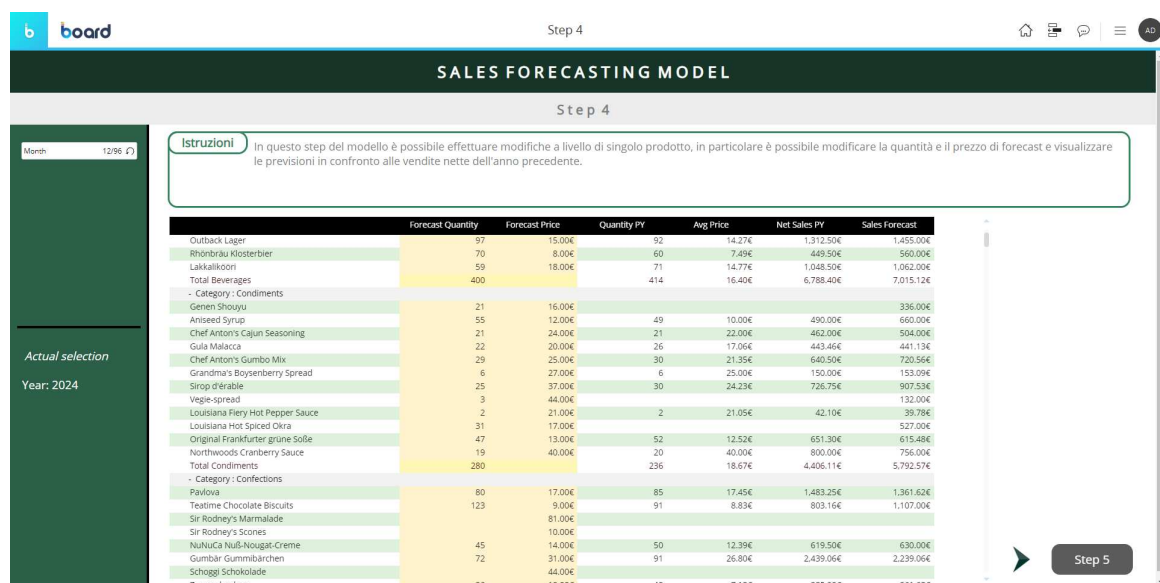 b board Step 4 AD
SALES FORECASTING MODEL
Step 4
Month 12/96
Istruzioni
In questo step del modello è possibile effettuare modifiche a livello di singolo prodotto, in particolare è possibile modificare la quantità e il prezzo di forecast e visualizzare
le previsioni in confronto alle vendite nette dell'anno precedente.
Forecast Quantity Forecast Price Quantity PY Avg Price Net Sales PY Sales Forecast
Outback Lager 97 15.00€ 92 14.27€ 1,312.50€ 1,455.00€
Rhönbräu Klosterbier 70 8.00€ 60 7.49€ 449.50€ 560.00€
Lakkalikööri 59 18.00€ 71 14.77€ 1,048.50€ 1,062.00€
Total Beverages 400 414 16.40€ 6,788.40€ 7,015.12€
- Category : Condiments
Genen Shouyu 21 16.00€ 336.00€
Aniseed Syrup 55 12.00€ 49 10.00€ 490.00€ 660.00€
Chef Anton's Cajun Seasoning 21 24.00€ 21 22.00€ 462.00€ 504.00€
Gula Malacca 22 20.00€ 26 17.06€ 443.46€ 441.13€
Chef Anton's Gumbo Mix 29 25.00€ 30 21.35€ 640.50€ 720.56€
Grandma's Boysenberry Spread 6 27.00€ 6 25.00€ 150.00€ 153.09€
Sirop d'érable 25 37.00€ 30 24.23€ 726.75€ 907.53€
Vegie-spread 3 44.00€ 132.00€
Louisiana Fiery Hot Pepper Sauce 2 21.00€ 2 21.05€ 42.10€ 39.78€
Louisiana Hot Spiced Okra 31 17.00€ 527.00€
Original Frankfurter grüne Soße 47 13.00€ 52 12.52€ 651.30€ 615.48€
Northwoods Cranberry Sauce 19 40.00€ 20 40.00€ 800.00€ 756.00€
Total Condiments 280 236 18.67€ 4,406.11€ 5,792.57€
- Category : Confections
Pavlova 80 17.00€ 85 17.45€ 1,483.25€ 1,361.62€
Teatime Chocolate Biscuits 123 9.00€ 91 8.83€ 803.16€ 1,107.00€
Sir Rodney's Marmalade 81.00€
Sir Rodney's Scones 10.00€
NuNuCa Nuß-Nougat-Creme 45 14.00€ 50 12.39€ 619.50€ 630.00€
Gumbär Gummibärchen 72 31.00€ 91 26.80€ 2,439.06€ 2,239.06€
Schoggi Schokolade 44.00€
Actual selection
Year: 2024
Step 5